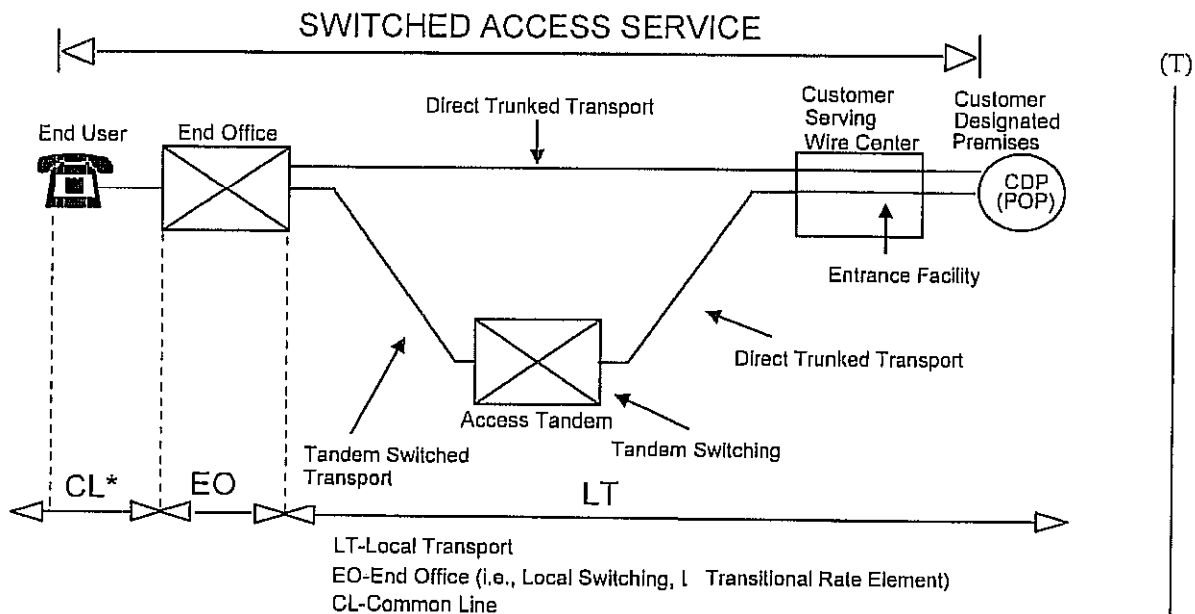 SWITCHED ACCESS SERVICE
(T)
Direct Trunked Transport
Customer
Serving
Wire Center
Customer
Designated
Premises
End User
End Office
CDP
(POP)
Entrance Facility
Direct Trunked Transport
Access Tandem
Tandem Switched
Transport
Tandem Switching
CL*
EO
LT
LT-Local Transport
EO-End Office (i.e., Local Switching, Transitional Rate Element)
CL-Common Line